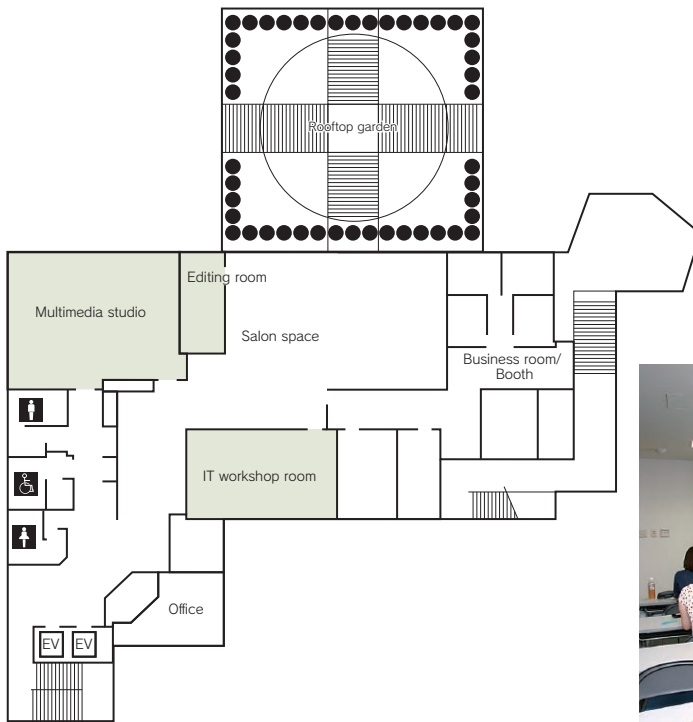 Rooftop garden
Editing room
Multimedia studio
Salon space
Business room/
Booth
IT workshop room
Office
EV
EV